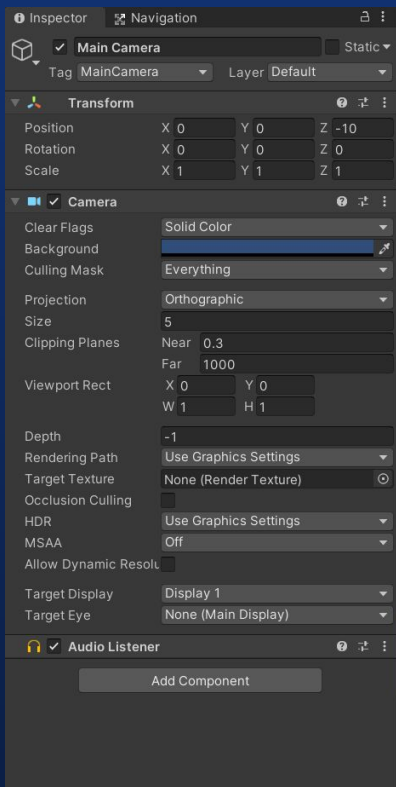 Inspector Navigation
Main Camera Static
Tag MainCamera Layer Default
Transform
Position X 0 Y 0 Z -10
Rotation X 0 Y 0 Z 0
Scale X 1 Y 1 Z 1
Camera
Clear Flags Solid Color
Background
Culling Mask Everything
Projection Orthographic
Size 5
Clipping Planes Near 0.3
Far 1000
Viewport Rect X 0 Y 0
W 1 H 1
Depth -1
Rendering Path Use Graphics Settings
Target Texture None (Render Texture)
Occlusion Culling
HDR Use Graphics Settings
MSAA Off
Allow Dynamic Resolu
Target Display Display 1
Target Eye None (Main Display)
Audio Listener
Add Component